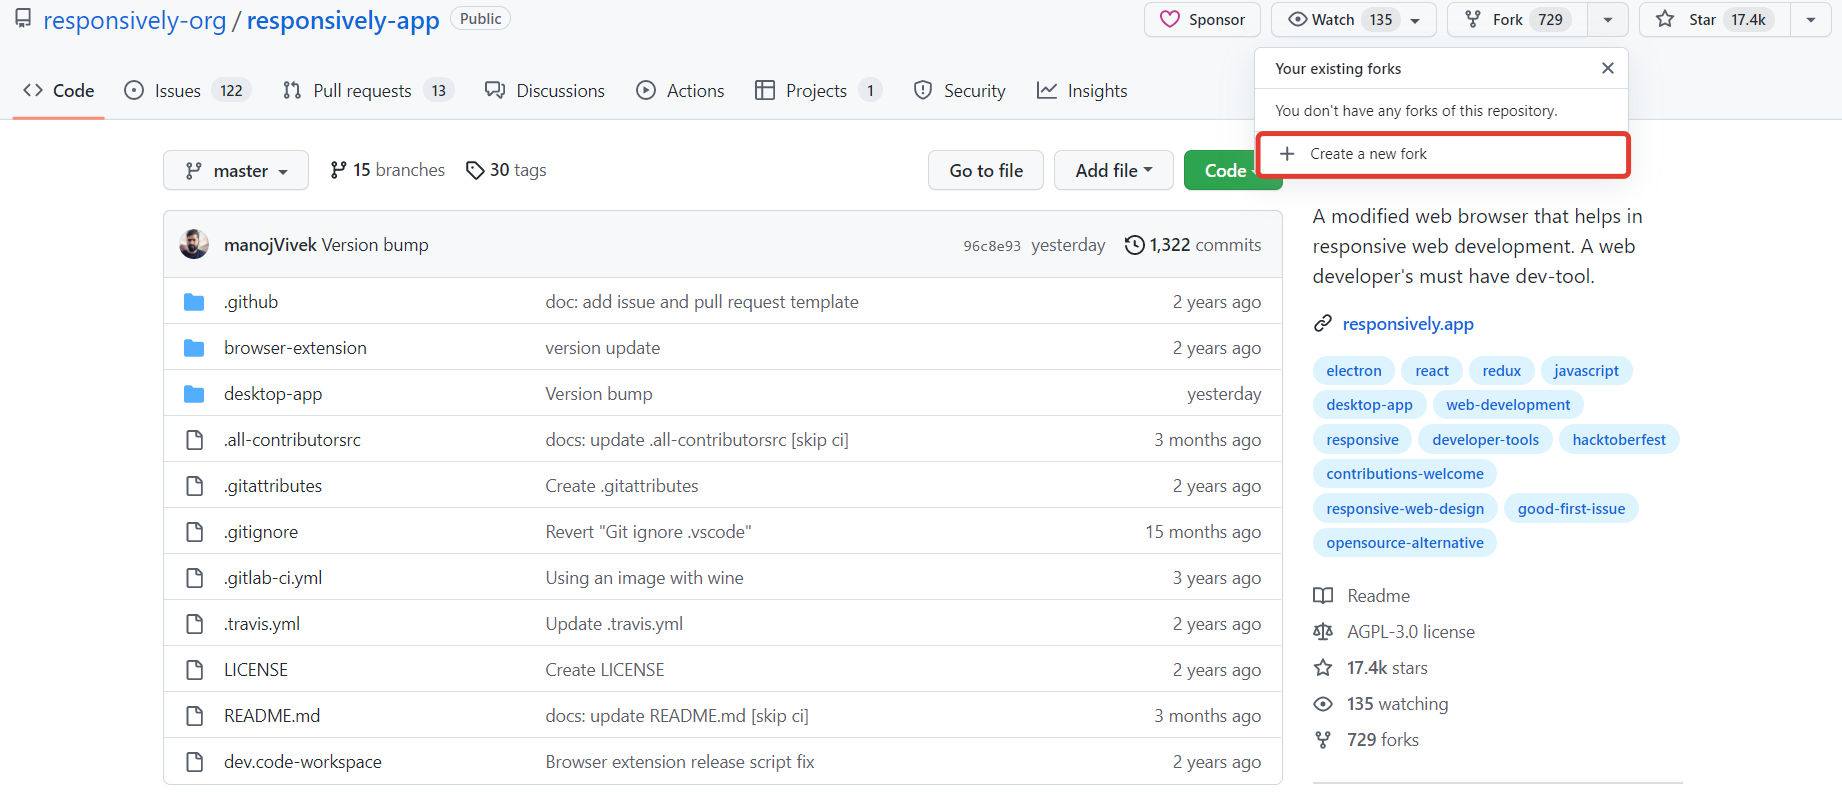 responsively-org / responsively-app Public
Sponsor Watch 135 Fork 729 Star 17.4k
Code Issues 122 Pull requests 13 Discussions Actions Projects 1 Security Insights
Your existing forks
You don't have any forks of this repository.
Create a new fork
master 15 branches 30 tags Go to file Add file Code
manojVivek Version bump 96c8e93 yesterday 1,322 commits
.github doc: add issue and pull request template 2 years ago
browser-extension version update 2 years ago
desktop-app Version bump yesterday
.all-contributorsrc docs: update .all-contributorsrc [skip ci] 3 months ago
.gitattributes Create .gitattributes 2 years ago
.gitignore Revert "Git ignore .vscode" 15 months ago
.gitlab-ci.yml Using an image with wine 3 years ago
.travis.yml Update .travis.yml 2 years ago
LICENSE Create LICENSE 2 years ago
README.md docs: update README.md [skip ci] 3 months ago
dev.code-workspace Browser extension release script fix 2 years ago
A modified web browser that helps in
responsive web development. A web
developer's must have dev-tool.
responsively.app
electron react redux javascript
desktop-app web-development
responsive developer-tools hacktoberfest
contributions-welcome
responsive-web-design good-first-issue
opensource-alternative
Readme
AGPL-3.0 license
17.4k stars
135 watching
729 forks